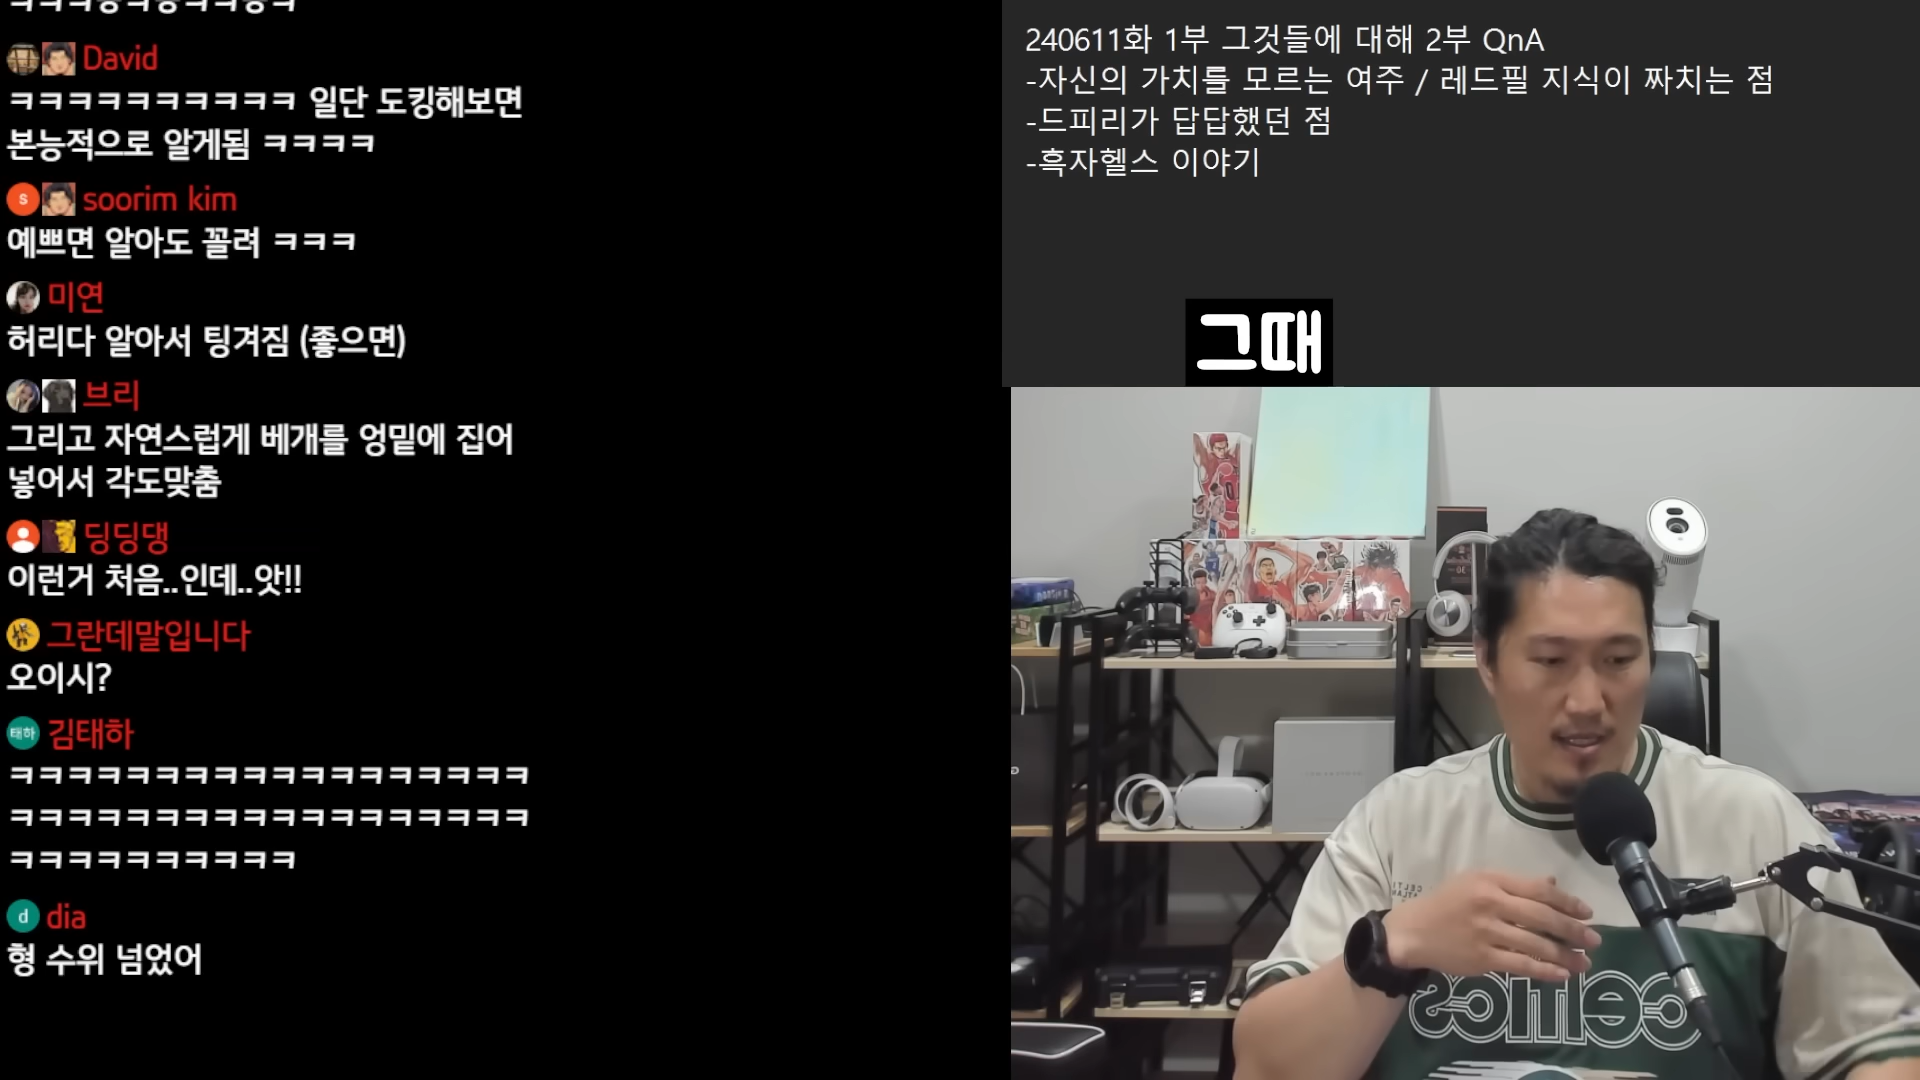 David
ㅋㅋㅋㅋㅋㅋㅋㅋㅋㅋ 일단 도킹해보면
본능적으로 알게됨 ㅋㅋㅋㅋ
s
soorim kim
예쁘면 알아도 꼴려 ㅋㅋㅋ
미연
허리다 알아서 팅겨짐 (좋으면)
브리
그리고 자연스럽게 베개를 엉밑에 집어
넣어서 각도맞춤
딩딩댕
이런거 처음..인데..앗!!
그란데말입니다
오이시?
태하
김태하
ㅋㅋㅋㅋㅋㅋㅋㅋㅋㅋㅋㅋㅋㅋㅋㅋㅋㅋ
ㅋㅋㅋㅋㅋㅋㅋㅋㅋㅋㅋㅋㅋㅋㅋㅋㅋㅋ
ㅋㅋㅋㅋㅋㅋㅋㅋㅋㅋ
d
dia
형 수위 넘었어
240611화 1부 그것들에 대해 2부 QnA
-자신의 가치를 모르는 여주 / 레드필 지식이 짜치는 점
-드피리가 답답했던 점
-흑자헬스 이야기
그때
celtics